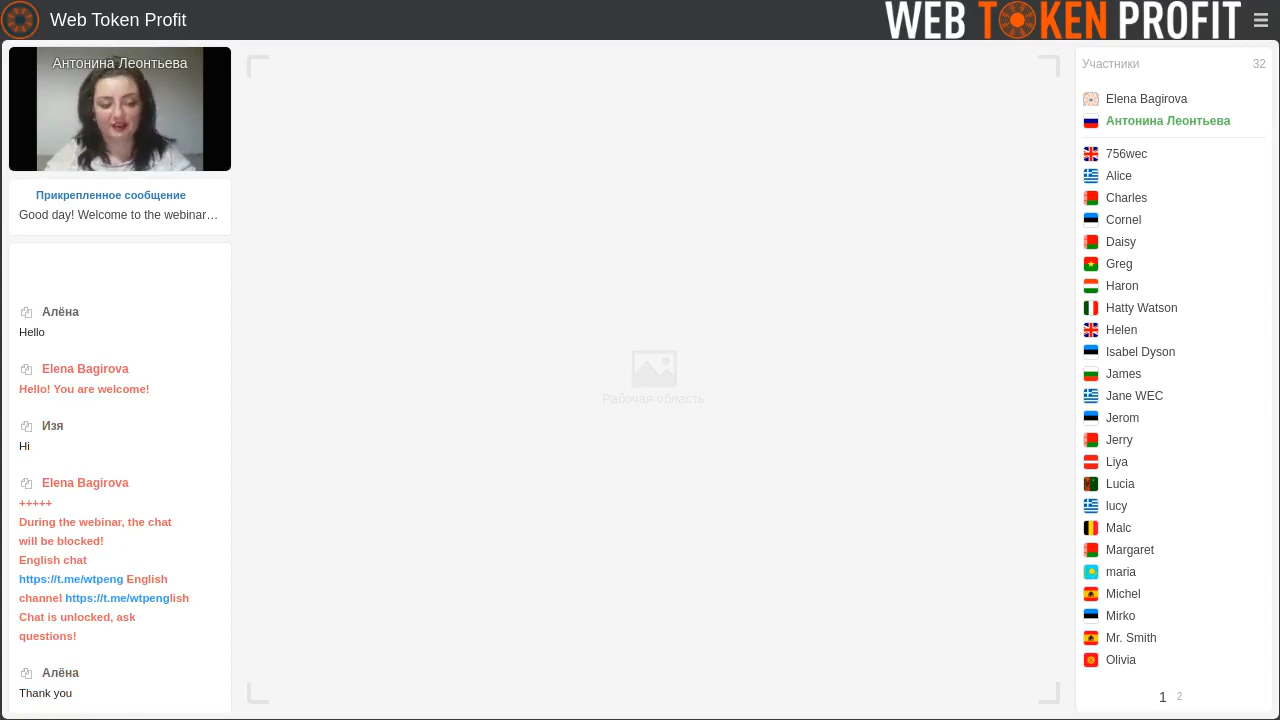 Web Token Profit
WEB TOKEN PROFIT
Антонина Леонтьева
Прикрепленное сообщение
Good day! Welcome to the webinar…
Алёна
Hello
Elena Bagirova
Hello! You are welcome!
Изя
Hi
Elena Bagirova
+++++
During the webinar, the chat
will be blocked!
English chat
https://t.me/wtpeng English
channel https://t.me/wtpenglish
Chat is unlocked, ask
questions!
Алёна
Thank you
Рабочая область
Участники 32
Elena Bagirova
Антонина Леонтьева
756wec
Alice
Charles
Cornel
Daisy
Greg
Haron
Hatty Watson
Helen
Isabel Dyson
James
Jane WEC
Jerom
Jerry
Liya
Lucia
lucy
Malc
Margaret
maria
Michel
Mirko
Mr. Smith
Olivia
1 2